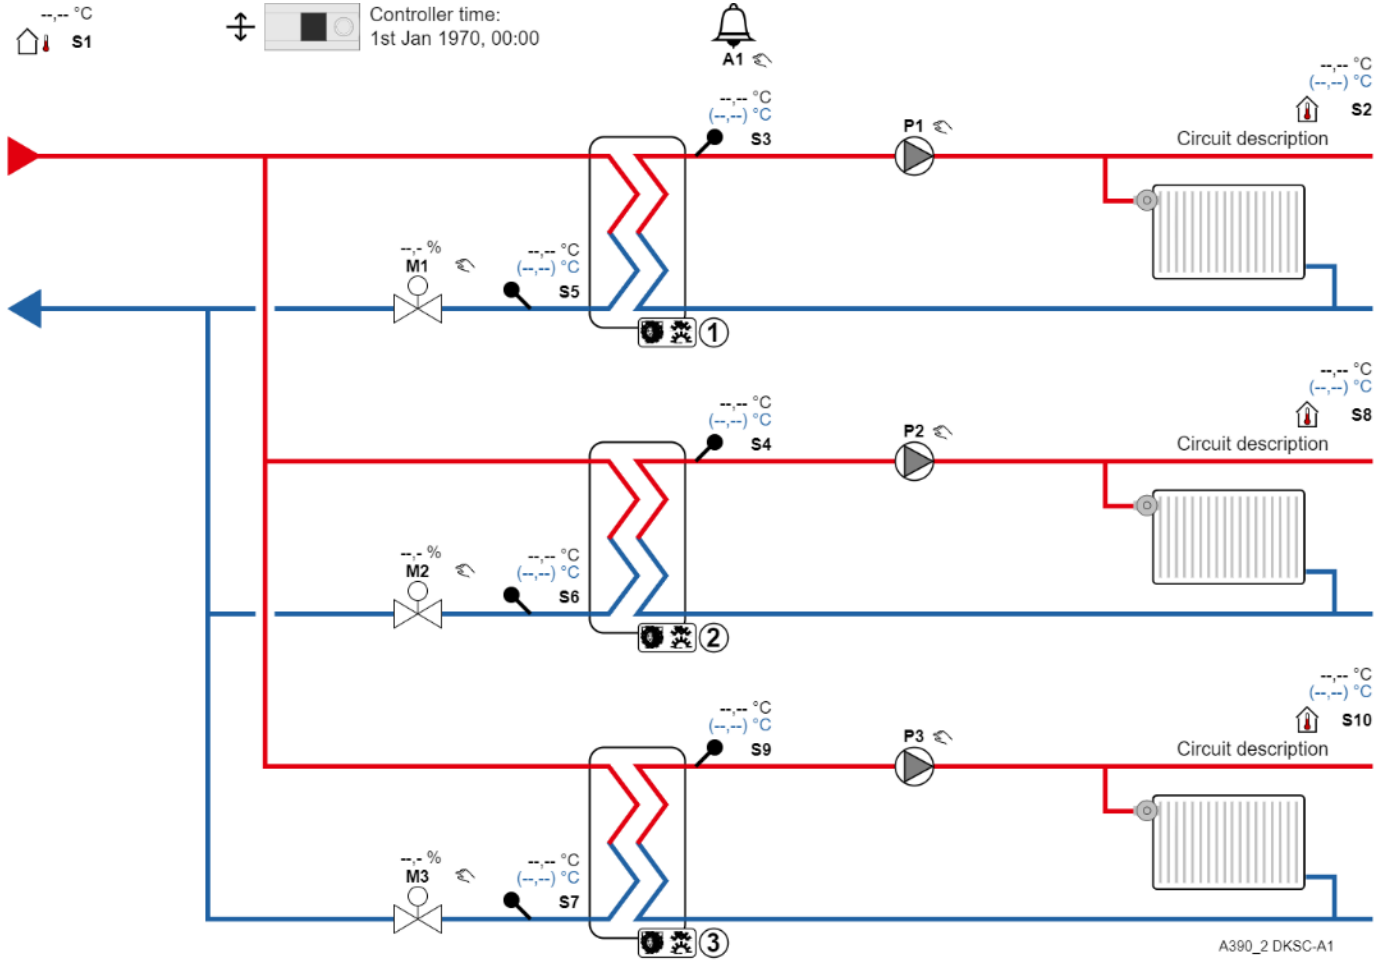 --,-- °C
S1
Controller time:
1st Jan 1970, 00:00
A1
--,-- °C
(--,--) °C
S3
P1
--,-- °C
(--,--) °C
S2
Circuit description
--,- %
M1
--,-- °C
(--,--) °C
S5
1
--,-- °C
(--,--) °C
S4
P2
--,-- °C
(--,--) °C
S8
Circuit description
--,- %
M2
--,-- °C
(--,--) °C
S6
2
--,-- °C
(--,--) °C
S9
P3
--,-- °C
(--,--) °C
S10
Circuit description
--,- %
M3
--,-- °C
(--,--) °C
S7
3
A390_2 DKSC-A1